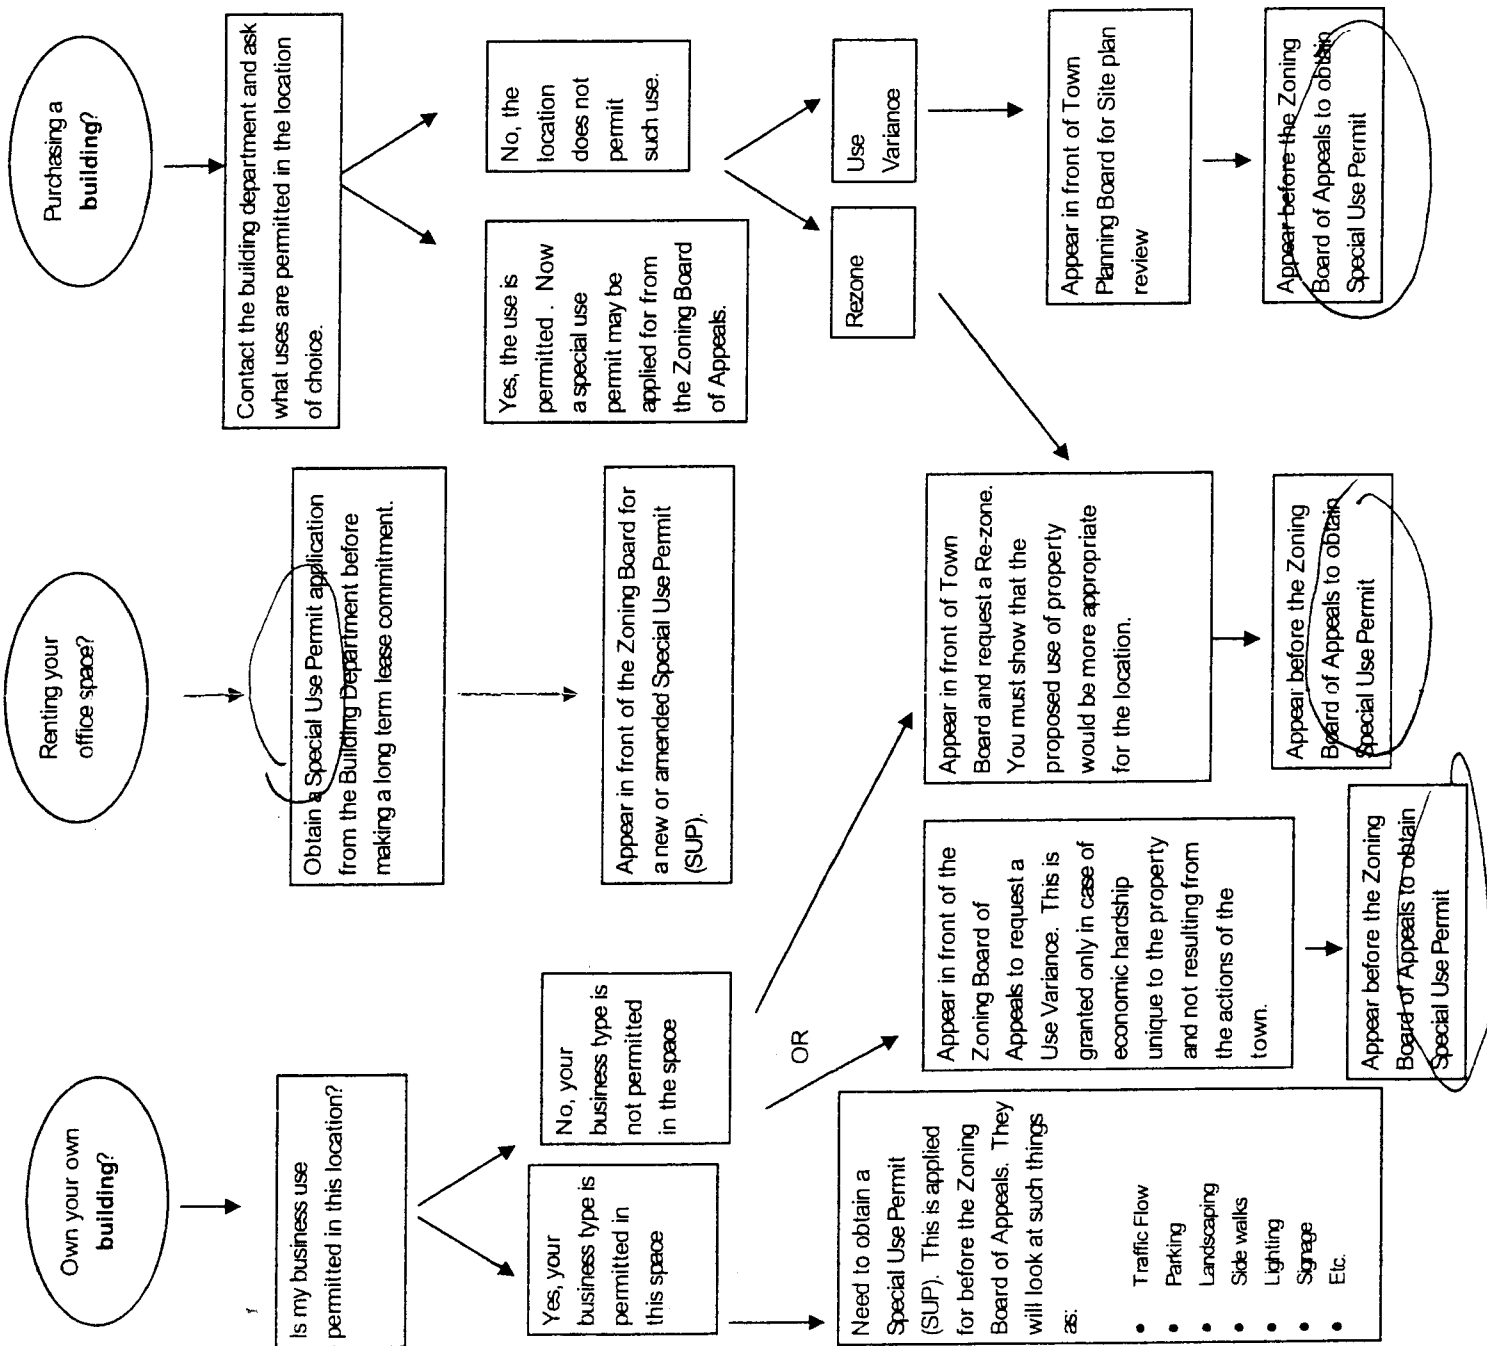 Own your own
building?
Is my business use
permitted in this location?
Yes, your
business type is
permitted in
this space
No, your
business type is
not permitted
in the space
OR
Need to obtain a
Special Use Permit
(SUP). This is applied
for before the Zoning
Board of Appeals. They
will look at such things
as:
• Traffic Flow
• Parking
• Landscaping
• Side walks
• Lighting
• Signage
• Etc.
Appear in front of the
Zoning Board of
Appeals to request a
Use Variance. This is
granted only in case of
economic hardship
unique to the property
and not resulting from
the actions of the
town.
Appear before the Zoning
Board of Appeals to obtain
Special Use Permit
Renting your
office space?
Obtain a Special Use Permit application
from the Building Department before
making a long term lease commitment.
Appear in front of the Zoning Board for
a new or amended Special Use Permit
(SUP).
Appear in front of Town
Board and request a Re-zone.
You must show that the
proposed use of property
would be more appropriate
for the location.
Appear before the Zoning
Board of Appeals to obtain
Special Use Permit
Purchasing a
building?
Contact the building department and ask
what uses are permitted in the location
of choice.
Yes, the use is
permitted . Now
a special use
permit may be
applied for from
the Zoning Board
of Appeals.
No, the
location
does not
permit
such use.
Rezone
Use
Variance
Appear in front of Town
Planning Board for Site plan
review
Appear before the Zoning
Board of Appeals to obtain
Special Use Permit